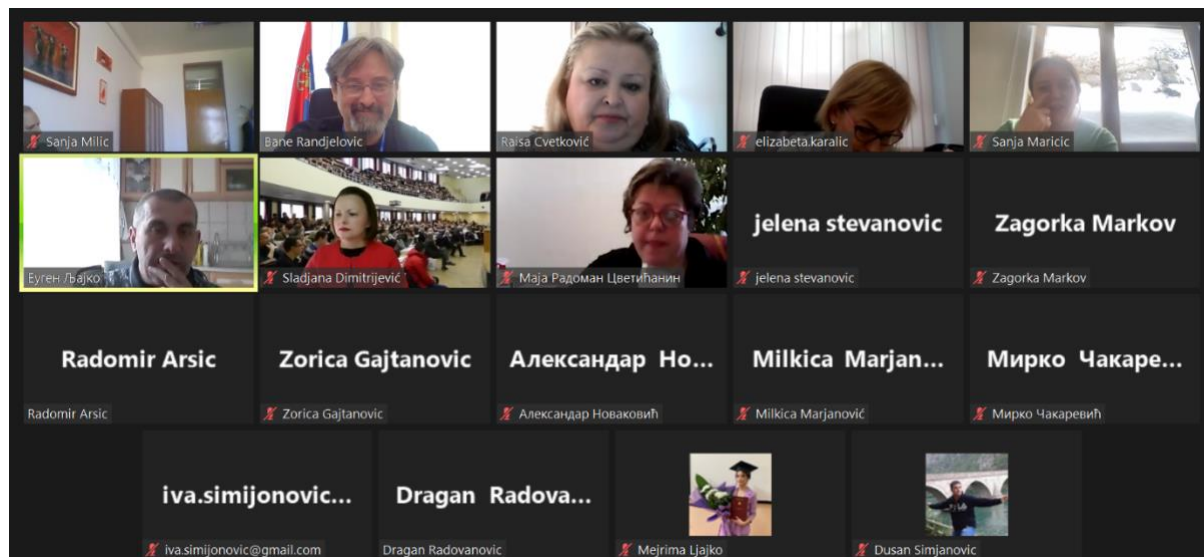 Sanja Milic
Bane Randjelovic
Raisa Cvetković
elizabeta.karalic
Sanja Maricic
Еуген Љајко
Sladjana Dimitrijević
Маја Радоман Цветићанин
jelena stevanovic
jelena stevanovic
Zagorka Markov
Zagorka Markov
Radomir Arsic
Radomir Arsic
Zorica Gajtanovic
Zorica Gajtanovic
Александар Но...
Александар Новаковић
Milkica Marjan...
Milkica Marjanović
Мирко Чакаре...
Мирко Чакаревић
iva.simijonovic...
iva.simijonovic@gmail.com
Dragan Radova...
Dragan Radovanovic
Mejrima Ljajko
Dusan Simjanovic